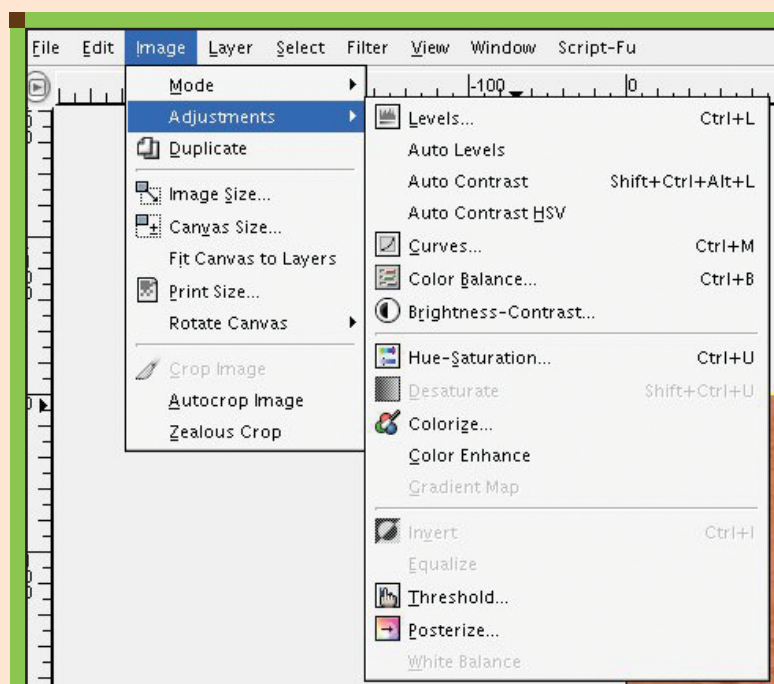 File Edit Image Layer Select Filter View Window Script-Fu
-100 0
Mode
Adjustments
Duplicate
Image Size...
Canvas Size...
Fit Canvas to Layers
Print Size...
Rotate Canvas
Crop Image
Autocrop Image
Zealous Crop
Levels... Ctrl+L
Auto Levels
Auto Contrast Shift+Ctrl+Alt+L
Auto Contrast HSV
Curves... Ctrl+M
Color Balance... Ctrl+B
Brightness-Contrast...
Hue-Saturation... Ctrl+U
Desaturate Shift+Ctrl+U
Colorize...
Color Enhance
Gradient Map
Invert Ctrl+I
Equalize
Threshold...
Posterize...
White Balance